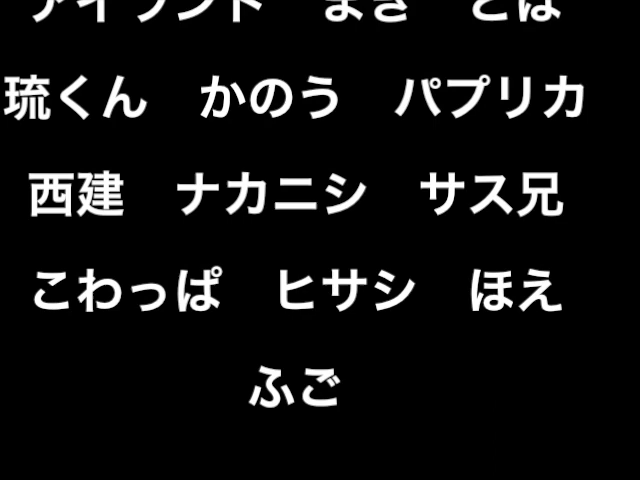 琉くん　かのう　パプリカ
西建　ナカニシ　サス兄
こわっぱ　ヒサシ　ほえ
ふご